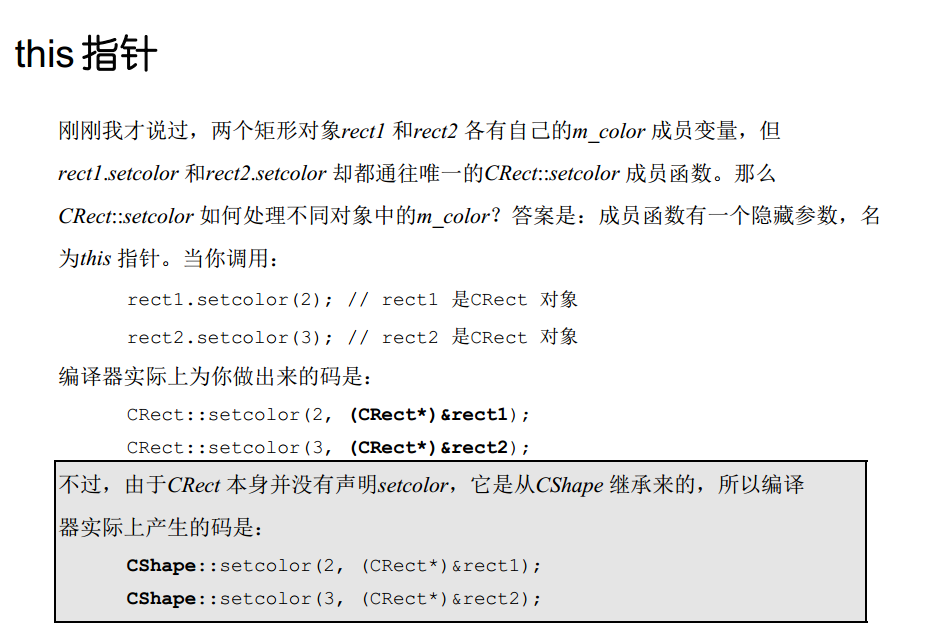 this 指针
刚刚我才说过，两个矩形对象rect1 和rect2 各有自己的m_color 成员变量，但
rect1.setcolor 和rect2.setcolor 却都通往唯一的CRect::setcolor 成员函数。那么
CRect::setcolor 如何处理不同对象中的m_color？答案是：成员函数有一个隐藏参数，名
为this 指针。当你调用：
rect1.setcolor(2); // rect1 是CRect 对象
rect2.setcolor(3); // rect2 是CRect 对象
编译器实际上为你做出来的码是：
CRect::setcolor(2, (CRect*)&rect1);
CRect::setcolor(3, (CRect*)&rect2);
不过，由于CRect 本身并没有声明setcolor，它是从CShape 继承来的，所以编译
器实际上产生的码是：
CShape::setcolor(2, (CRect*)&rect1);
CShape::setcolor(3, (CRect*)&rect2);